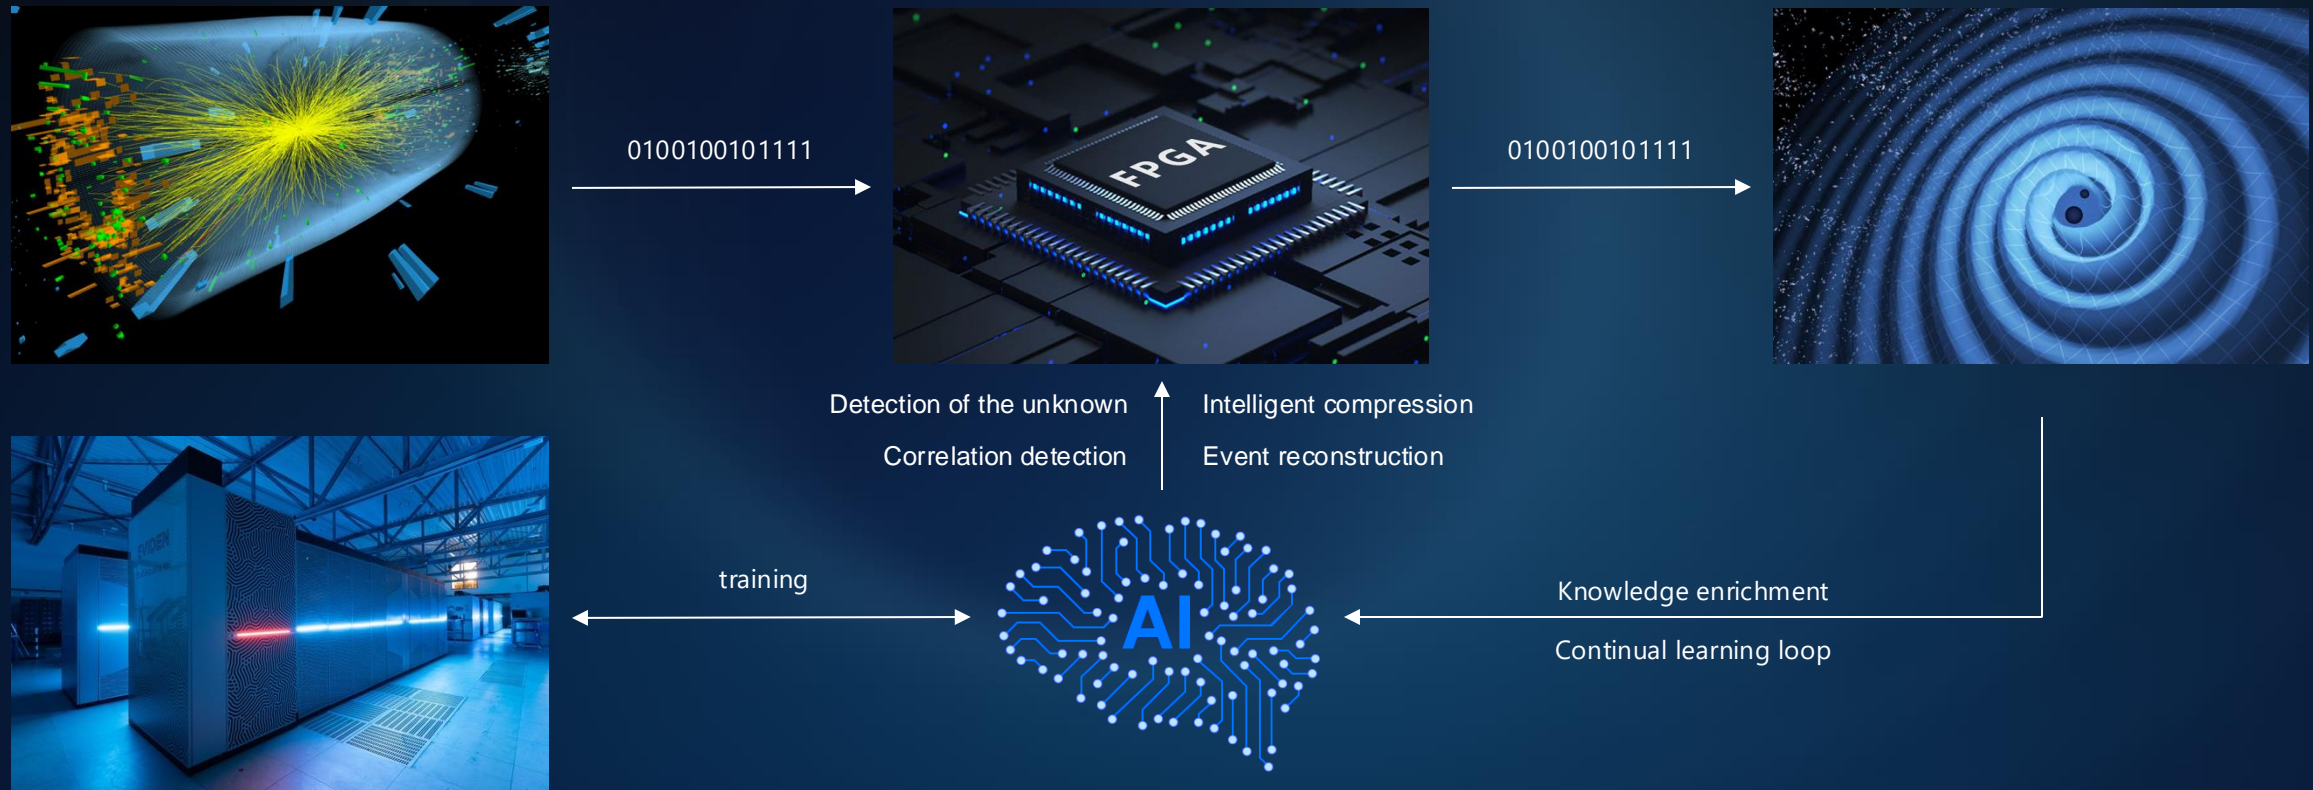 0100100101111
FPGA
0100100101111
Detection of the unknown
Intelligent compression
Correlation detection
Event reconstruction
EVIDEN
training
AI
Knowledge enrichment
Continual learning loop